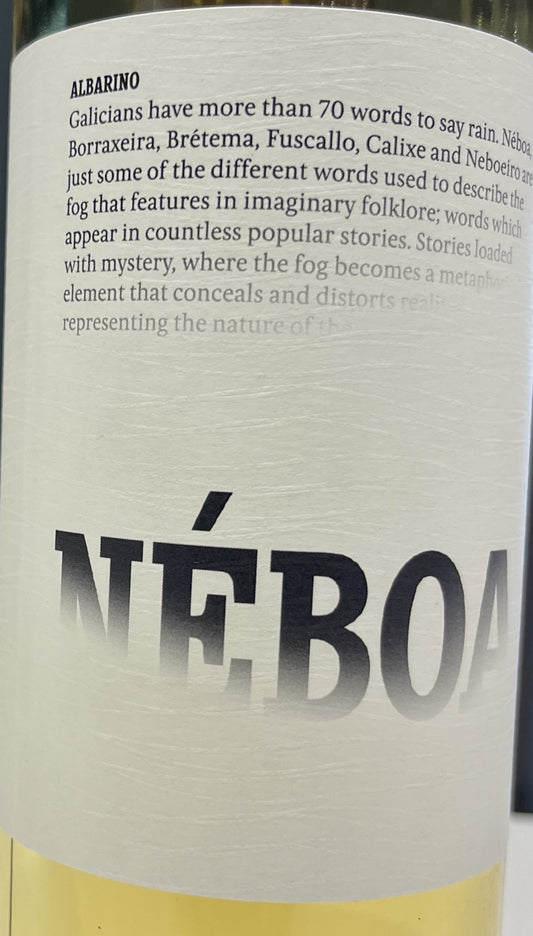 ALBARINO
Galicians have more than 70 words to say rain. Néboa,
Borraxeira, Brétema, Fuscallo, Calixe and Neboeiro are
just some of the different words used to describe the
fog that features in imaginary folklore; words which
appear in countless popular stories. Stories loaded
with mystery, where the fog becomes a metaphor
element that conceals and distorts
representing the nature of the
NÉBOA